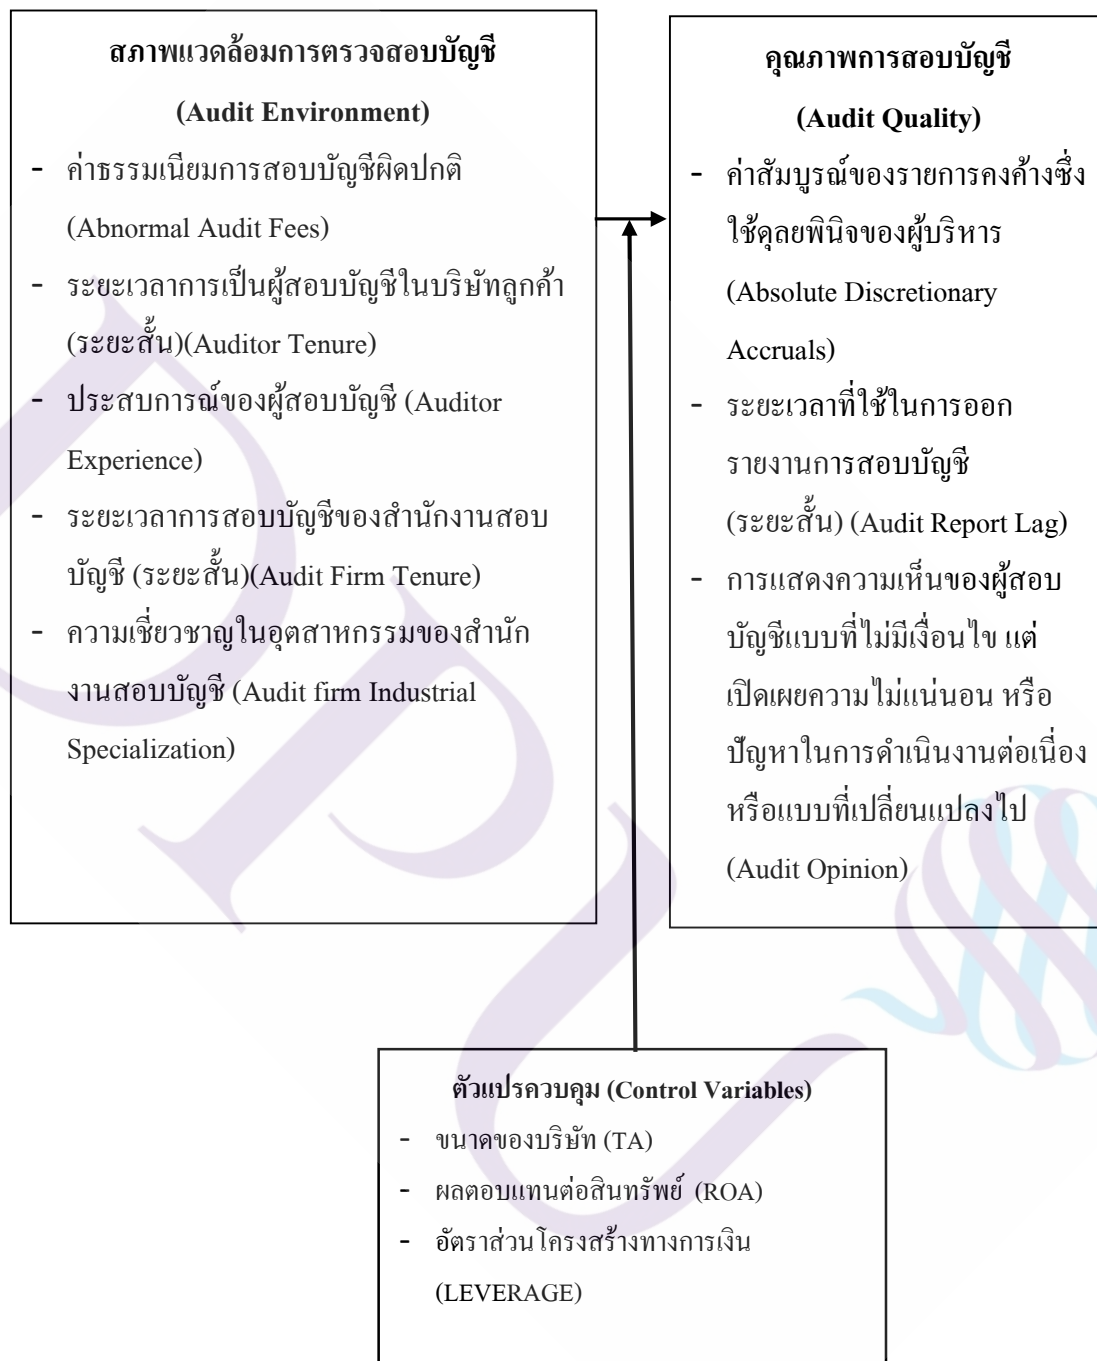 สภาพแวดล้อมการตรวจสอบบัญชี
(Audit Environment)
- ค่าธรรมเนียมการสอบบัญชีผิดปกติ
(Abnormal Audit Fees)
- ระยะเวลาการเป็นผู้สอบบัญชีในบริษัทลูกค้า
(ระยะสั้น)(Auditor Tenure)
- ประสบการณ์ของผู้สอบบัญชี (Auditor
Experience)
- ระยะเวลาการสอบบัญชีของสำนักงานสอบ
บัญชี (ระยะสั้น)(Audit Firm Tenure)
- ความเชี่ยวชาญในอุตสาหกรรมของสำนัก
งานสอบบัญชี (Audit firm Industrial
Specialization)
คุณภาพการสอบบัญชี
(Audit Quality)
- ค่าสัมบูรณ์ของรายการคงค้างซึ่ง
ใช้ดุลยพินิจของผู้บริหาร
(Absolute Discretionary
Accruals)
- ระยะเวลาที่ใช้ในการออก
รายงานการสอบบัญชี
(ระยะสั้น) (Audit Report Lag)
- การแสดงความเห็นของผู้สอบ
บัญชีแบบที่ไม่มีเงื่อนไข แต่
เปิดเผยความไม่แน่นอน หรือ
ปัญหาในการดำเนินงานต่อเนื่อง
หรือแบบที่เปลี่ยนแปลงไป
(Audit Opinion)
ตัวแปรควบคุม (Control Variables)
- ขนาดของบริษัท (TA)
- ผลตอบแทนต่อสินทรัพย์ (ROA)
- อัตราส่วนโครงสร้างทางการเงิน
(LEVERAGE)
DPU